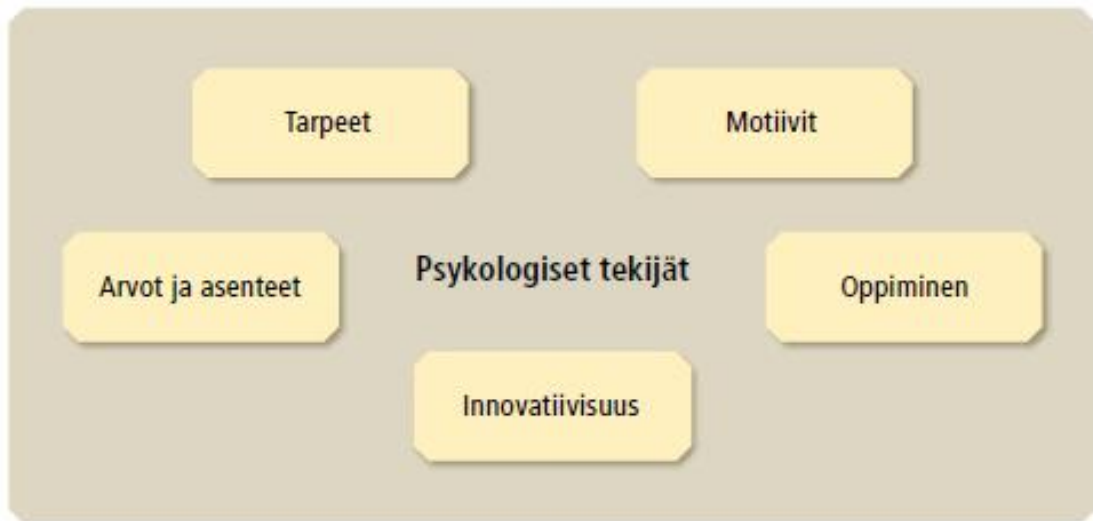 Tarpeet
Motiivit
Arvot ja asenteet
Psykologiset tekijät
Oppiminen
Innovatiivisuus